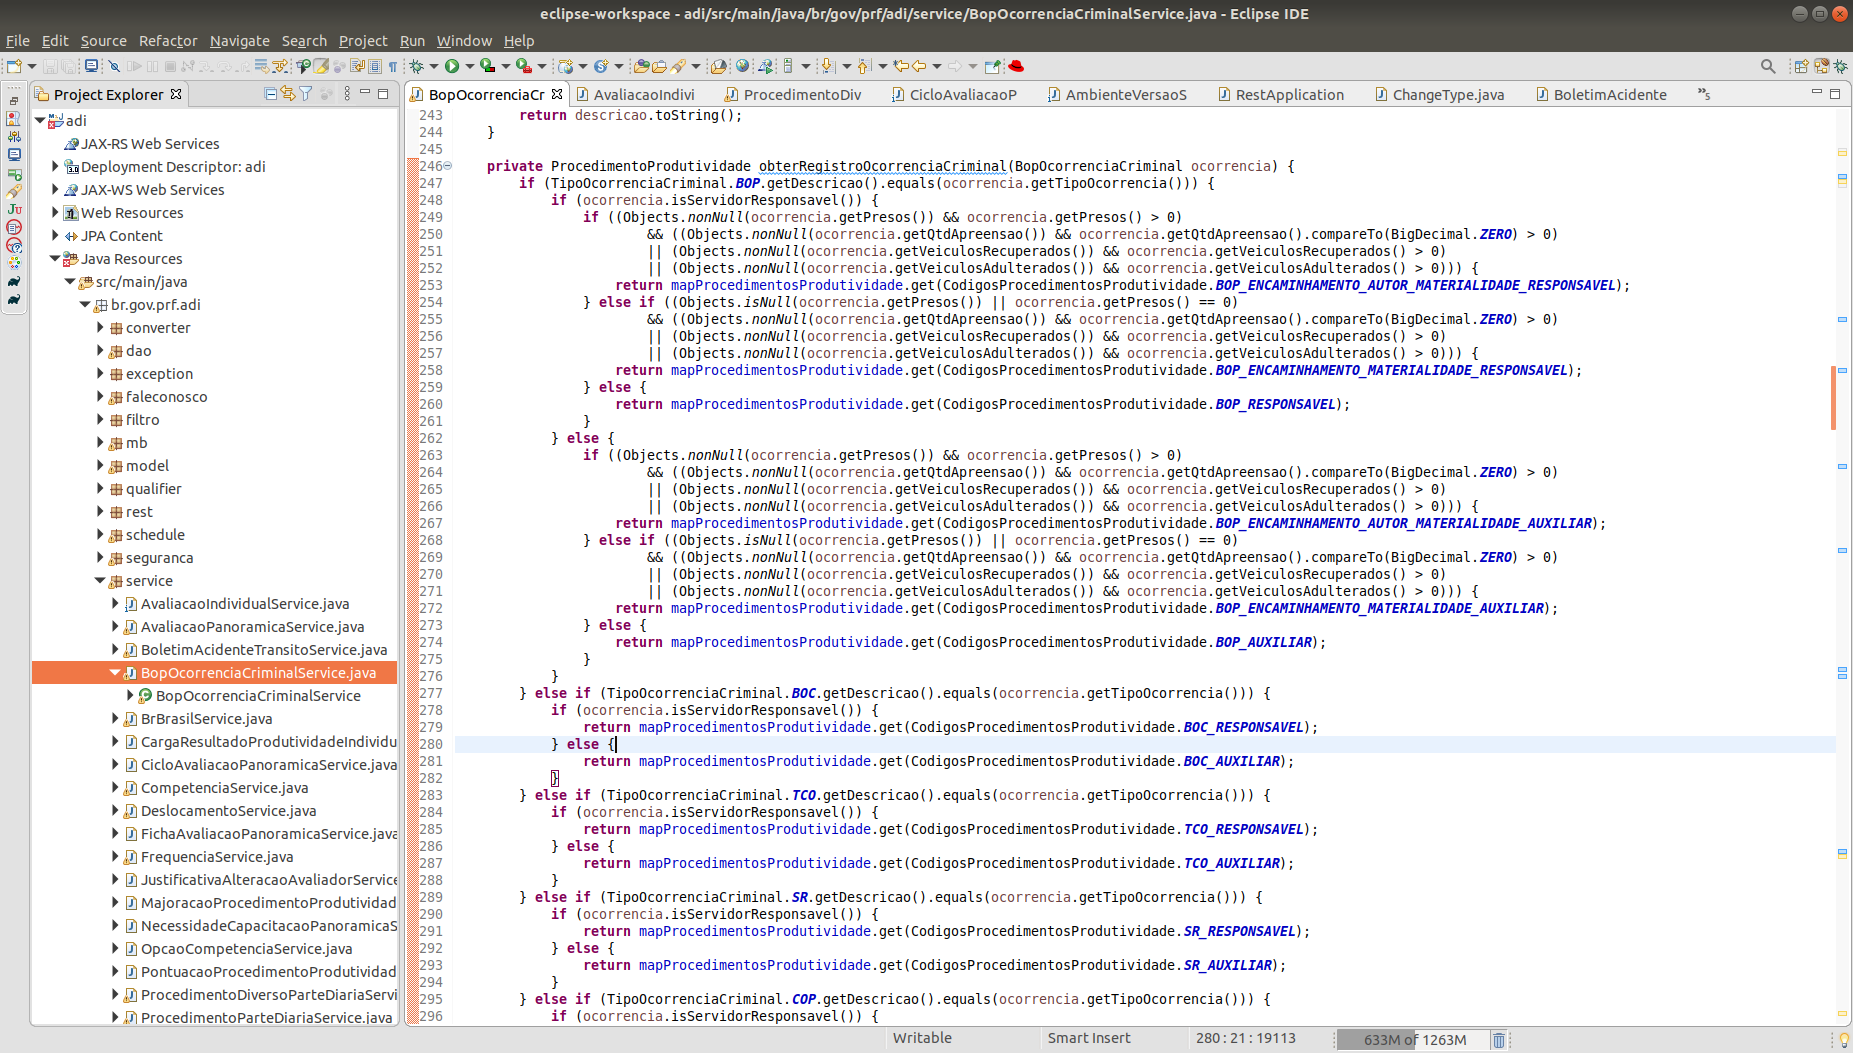 eclipse-workspace - adi/src/main/java/br/gov/prf/adi/service/BopOcorrenciaCriminalService.java - Eclipse IDE
File Edit Source Refactor Navigate Search Project Run Window Help
Project Explorer
adi
JAX-RS Web Services
Deployment Descriptor: adi
JAX-WS Web Services
Web Resources
JPA Content
Java Resources
src/main/java
br.gov.prf.adi
converter
dao
exception
faleconosco
filtro
mb
model
qualifier
rest
schedule
seguranca
service
AvaliacaoIndividualService.java
AvaliacaoPanoramicaService.java
BoletimAcidenteTransitoService.java
BopOcorrenciaCriminalService.java
BopOcorrenciaCriminalService
BrBrasilService.java
CargaResultadoProdutividadeIndividu
CicloAvaliacaoPanoramicaService.java
CompetenciaService.java
DeslocamentoService.java
FichaAvaliacaoPanoramicaService.java
FrequenciaService.java
JustificativaAlteracaoAvaliadorService
MajoracaoProcedimentoProdutividad
NecessidadeCapacitacaoPanoramicaS
OpcaoCompetenciaService.java
PontuacaoProcedimentoProdutividad
ProcedimentoDiversoParteDiariaServi
ProcedimentoParteDiariaService.java
BopOcorrenciaCr AvaliacaoIndivi ProcedimentoDiv CicloAvaliacaoP AmbienteVersaoS RestApplication ChangeType.java BoletimAcidente »5
243 return descricao.toString();
244 }
245
246 private ProcedimentoProdutividade obterRegistroOcorrenciaCriminal(BopOcorrenciaCriminal ocorrencia) {
247 if (TipoOcorrenciaCriminal.BOP.getDescricao().equals(ocorrencia.getTipoOcorrencia())) {
248 if (ocorrencia.isServidorResponsavel()) {
249 if ((Objects.nonNull(ocorrencia.getPresos()) && ocorrencia.getPresos() > 0)
250 && ((Objects.nonNull(ocorrencia.getQtdApreensao()) && ocorrencia.getQtdApreensao().compareTo(BigDecimal.ZERO) > 0)
251 || (Objects.nonNull(ocorrencia.getVeiculosRecuperados()) && ocorrencia.getVeiculosRecuperados() > 0)
252 || (Objects.nonNull(ocorrencia.getVeiculosAdulterados()) && ocorrencia.getVeiculosAdulterados() > 0))) {
253 return mapProcedimentosProdutividade.get(CodigosProcedimentosProdutividade.BOP_ENCAMINHAMENTO_AUTOR_MATERIALIDADE_RESPONSAVEL);
254 } else if ((Objects.isNull(ocorrencia.getPresos()) || ocorrencia.getPresos() == 0)
255 && ((Objects.nonNull(ocorrencia.getQtdApreensao()) && ocorrencia.getQtdApreensao().compareTo(BigDecimal.ZERO) > 0)
256 || (Objects.nonNull(ocorrencia.getVeiculosRecuperados()) && ocorrencia.getVeiculosRecuperados() > 0)
257 || (Objects.nonNull(ocorrencia.getVeiculosAdulterados()) && ocorrencia.getVeiculosAdulterados() > 0))) {
258 return mapProcedimentosProdutividade.get(CodigosProcedimentosProdutividade.BOP_ENCAMINHAMENTO_MATERIALIDADE_RESPONSAVEL);
259 } else {
260 return mapProcedimentosProdutividade.get(CodigosProcedimentosProdutividade.BOP_RESPONSAVEL);
261 }
262 } else {
263 if ((Objects.nonNull(ocorrencia.getPresos()) && ocorrencia.getPresos() > 0)
264 && ((Objects.nonNull(ocorrencia.getQtdApreensao()) && ocorrencia.getQtdApreensao().compareTo(BigDecimal.ZERO) > 0)
265 || (Objects.nonNull(ocorrencia.getVeiculosRecuperados()) && ocorrencia.getVeiculosRecuperados() > 0)
266 || (Objects.nonNull(ocorrencia.getVeiculosAdulterados()) && ocorrencia.getVeiculosAdulterados() > 0))) {
267 return mapProcedimentosProdutividade.get(CodigosProcedimentosProdutividade.BOP_ENCAMINHAMENTO_AUTOR_MATERIALIDADE_AUXILIAR);
268 } else if ((Objects.isNull(ocorrencia.getPresos()) || ocorrencia.getPresos() == 0)
269 && ((Objects.nonNull(ocorrencia.getQtdApreensao()) && ocorrencia.getQtdApreensao().compareTo(BigDecimal.ZERO) > 0)
270 || (Objects.nonNull(ocorrencia.getVeiculosRecuperados()) && ocorrencia.getVeiculosRecuperados() > 0)
271 || (Objects.nonNull(ocorrencia.getVeiculosAdulterados()) && ocorrencia.getVeiculosAdulterados() > 0))) {
272 return mapProcedimentosProdutividade.get(CodigosProcedimentosProdutividade.BOP_ENCAMINHAMENTO_MATERIALIDADE_AUXILIAR);
273 } else {
274 return mapProcedimentosProdutividade.get(CodigosProcedimentosProdutividade.BOP_AUXILIAR);
275 }
276 }
277 } else if (TipoOcorrenciaCriminal.BOC.getDescricao().equals(ocorrencia.getTipoOcorrencia())) {
278 if (ocorrencia.isServidorResponsavel()) {
279 return mapProcedimentosProdutividade.get(CodigosProcedimentosProdutividade.BOC_RESPONSAVEL);
280 } else {
281 return mapProcedimentosProdutividade.get(CodigosProcedimentosProdutividade.BOC_AUXILIAR);
282 }
283 } else if (TipoOcorrenciaCriminal.TCO.getDescricao().equals(ocorrencia.getTipoOcorrencia())) {
284 if (ocorrencia.isServidorResponsavel()) {
285 return mapProcedimentosProdutividade.get(CodigosProcedimentosProdutividade.TCO_RESPONSAVEL);
286 } else {
287 return mapProcedimentosProdutividade.get(CodigosProcedimentosProdutividade.TCO_AUXILIAR);
288 }
289 } else if (TipoOcorrenciaCriminal.SR.getDescricao().equals(ocorrencia.getTipoOcorrencia())) {
290 if (ocorrencia.isServidorResponsavel()) {
291 return mapProcedimentosProdutividade.get(CodigosProcedimentosProdutividade.SR_RESPONSAVEL);
292 } else {
293 return mapProcedimentosProdutividade.get(CodigosProcedimentosProdutividade.SR_AUXILIAR);
294 }
295 } else if (TipoOcorrenciaCriminal.COP.getDescricao().equals(ocorrencia.getTipoOcorrencia())) {
296 if (ocorrencia.isServidorResponsavel()) {
Writable Smart Insert 280 : 21 : 19113 633M of 1263M